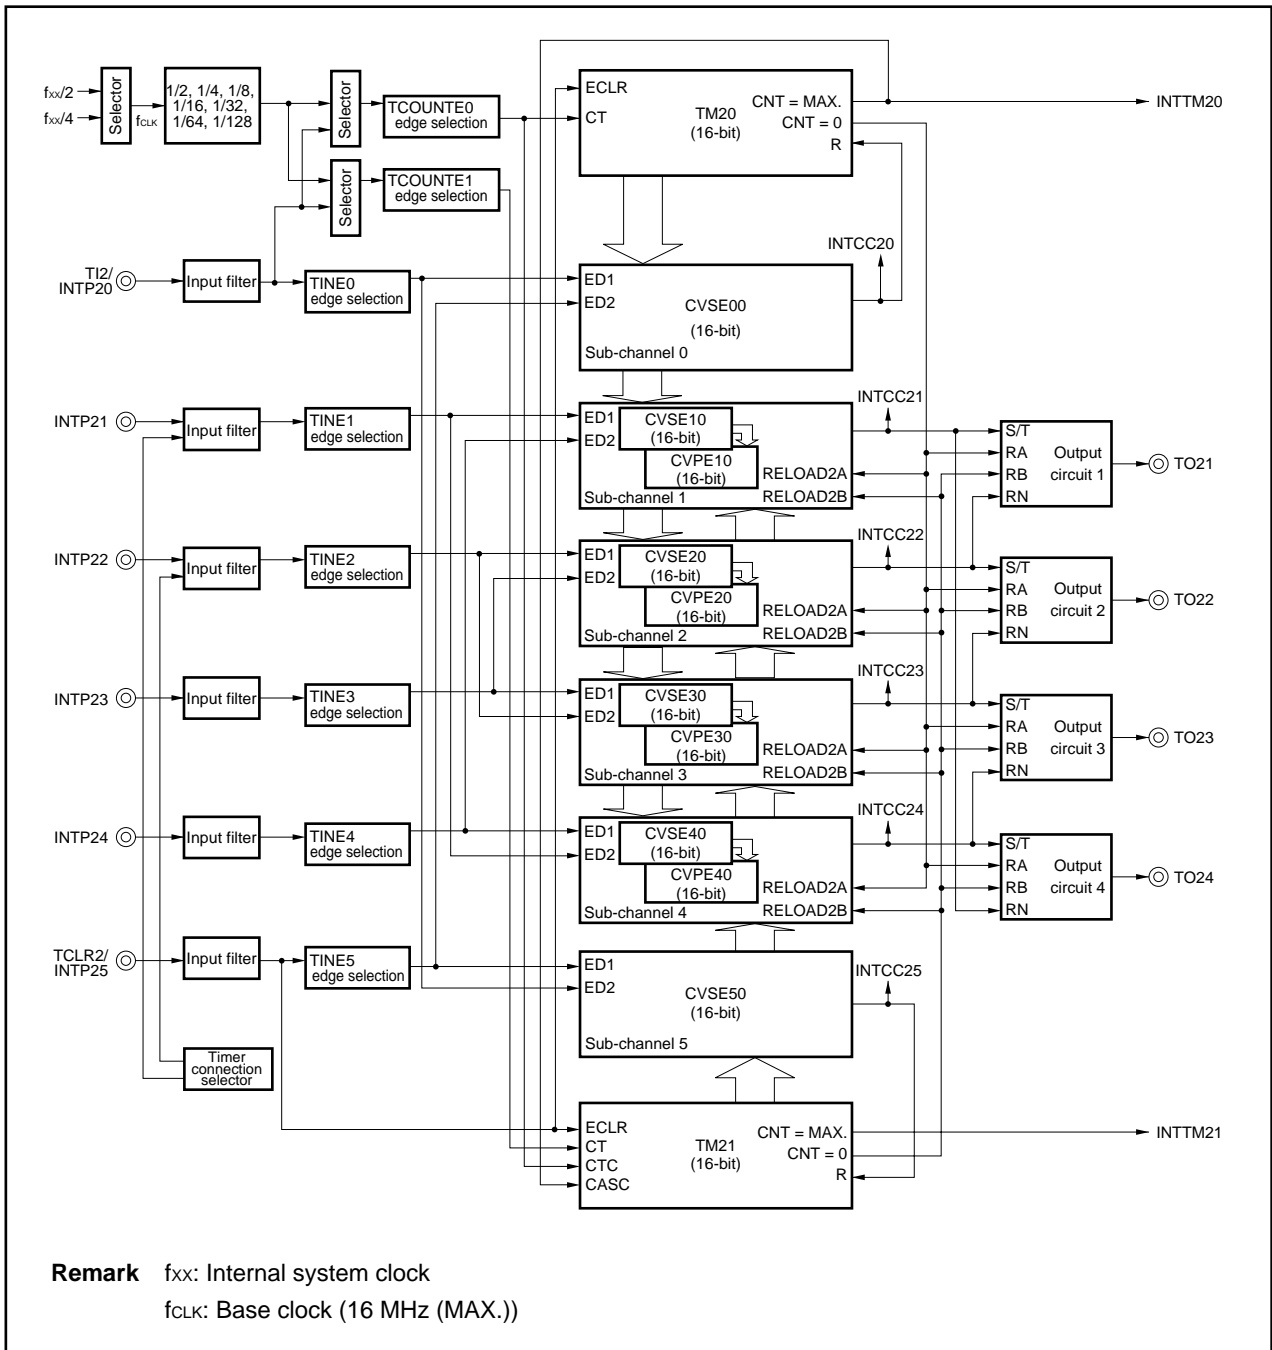 fxx/2
fxx/4
Selector
fCLK
1/2, 1/4, 1/8,
1/16, 1/32,
1/64, 1/128
Selector
TCOUNTE0
edge selection
Selector
TCOUNTE1
edge selection
ECLR
CT
TM20
(16-bit)
CNT = MAX.
CNT = 0
R
INTTM20
TI2/
INTP20
Input filter
TINE0
edge selection
ED1
ED2
CVSE00
(16-bit)
Sub-channel 0
INTCC20
INTP21
Input filter
TINE1
edge selection
ED1
ED2
CVSE10
(16-bit)
CVPE10
(16-bit)
Sub-channel 1
RELOAD2A
RELOAD2B
INTCC21
S/T
RA
RB
RN
Output
circuit 1
TO21
INTP22
Input filter
TINE2
edge selection
ED1
ED2
CVSE20
(16-bit)
CVPE20
(16-bit)
Sub-channel 2
RELOAD2A
RELOAD2B
INTCC22
S/T
RA
RB
RN
Output
circuit 2
TO22
INTP23
Input filter
TINE3
edge selection
ED1
ED2
CVSE30
(16-bit)
CVPE30
(16-bit)
Sub-channel 3
RELOAD2A
RELOAD2B
INTCC23
S/T
RA
RB
RN
Output
circuit 3
TO23
INTP24
Input filter
TINE4
edge selection
ED1
ED2
CVSE40
(16-bit)
CVPE40
(16-bit)
Sub-channel 4
RELOAD2A
RELOAD2B
INTCC24
S/T
RA
RB
RN
Output
circuit 4
TO24
TCLR2/
INTP25
Input filter
TINE5
edge selection
ED1
ED2
CVSE50
(16-bit)
Sub-channel 5
INTCC25
Timer
connection
selector
ECLR
CT
CTC
CASC
TM21
(16-bit)
CNT = MAX.
CNT = 0
R
INTTM21
Remark fxx: Internal system clock
fCLK: Base clock (16 MHz (MAX.))